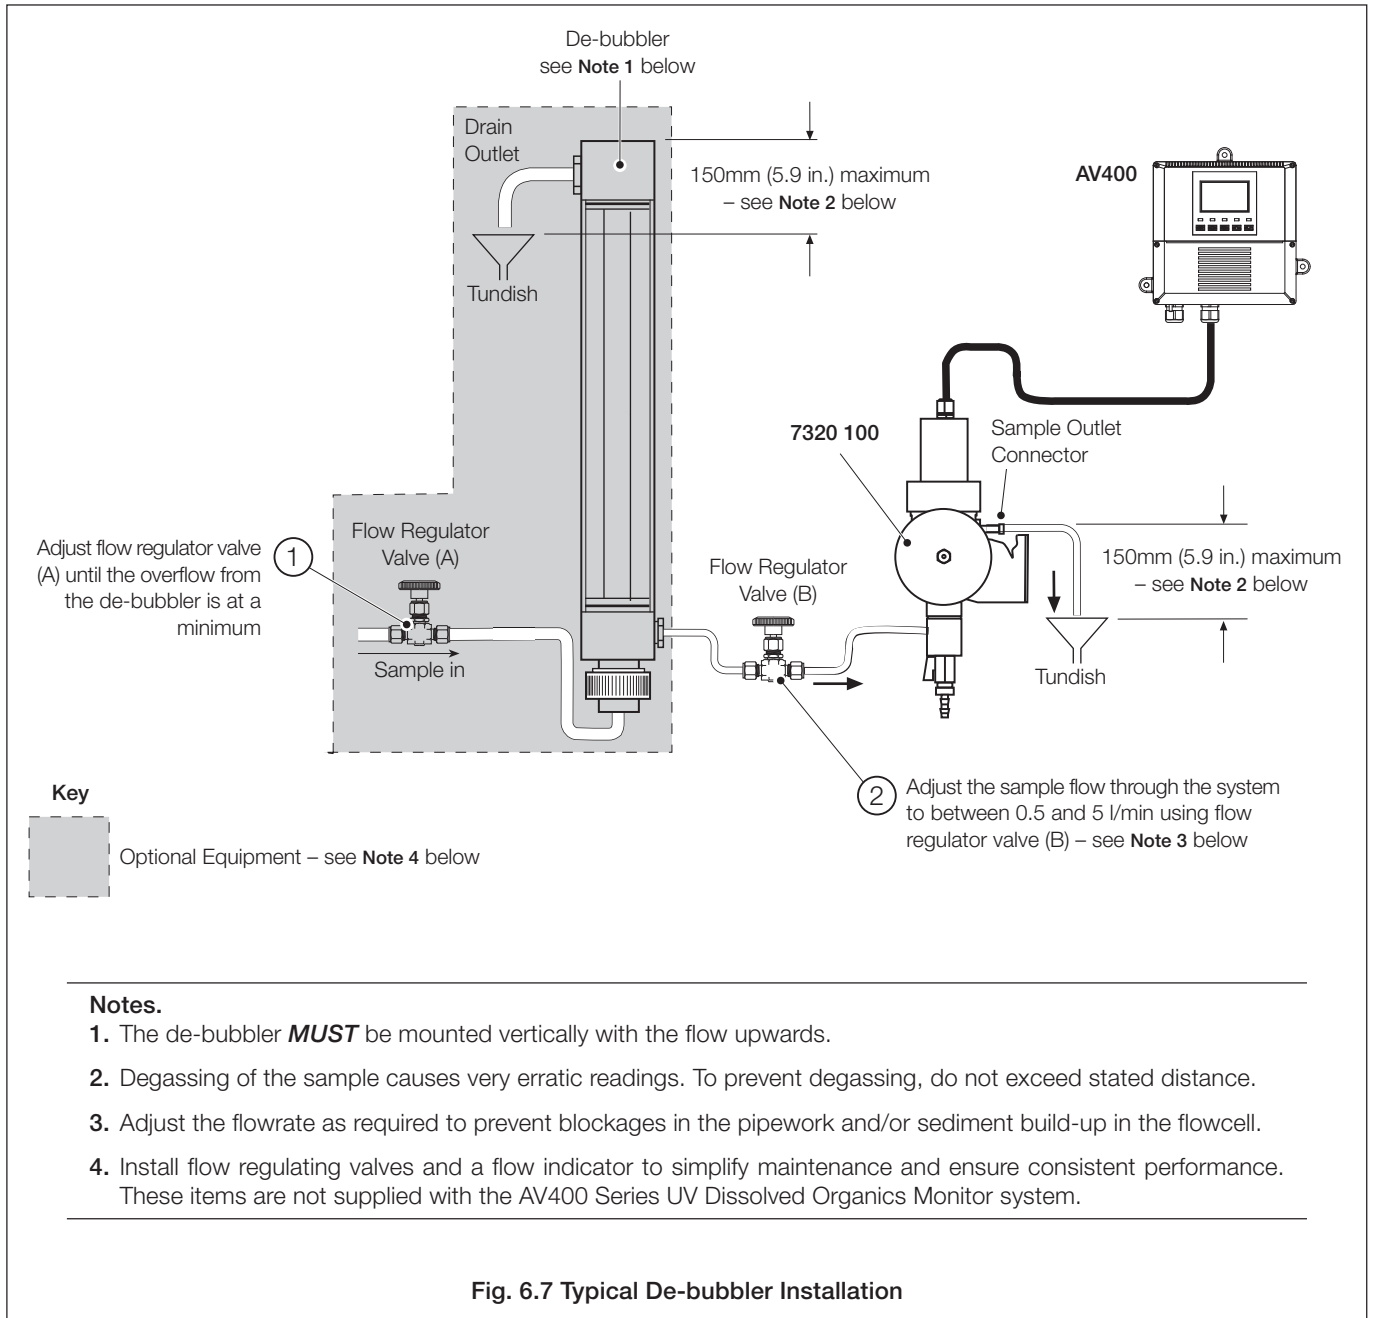 De-bubbler
see Note 1 below
Drain
Outlet
150mm (5.9 in.) maximum
– see Note 2 below
AV400
Tundish
7320 100
Sample Outlet
Connector
Flow Regulator
Valve (A)
Adjust flow regulator valve
(A) until the overflow from
the de-bubbler is at a
minimum
1
Sample in
Flow Regulator
Valve (B)
150mm (5.9 in.) maximum
– see Note 2 below
Tundish
2
Adjust the sample flow through the system
to between 0.5 and 5 l/min using flow
regulator valve (B) – see Note 3 below
Key
Optional Equipment – see Note 4 below
Notes.
1. The de-bubbler MUST be mounted vertically with the flow upwards.
2. Degassing of the sample causes very erratic readings. To prevent degassing, do not exceed stated distance.
3. Adjust the flowrate as required to prevent blockages in the pipework and/or sediment build-up in the flowcell.
4. Install flow regulating valves and a flow indicator to simplify maintenance and ensure consistent performance.
These items are not supplied with the AV400 Series UV Dissolved Organics Monitor system.
Fig. 6.7 Typical De-bubbler Installation